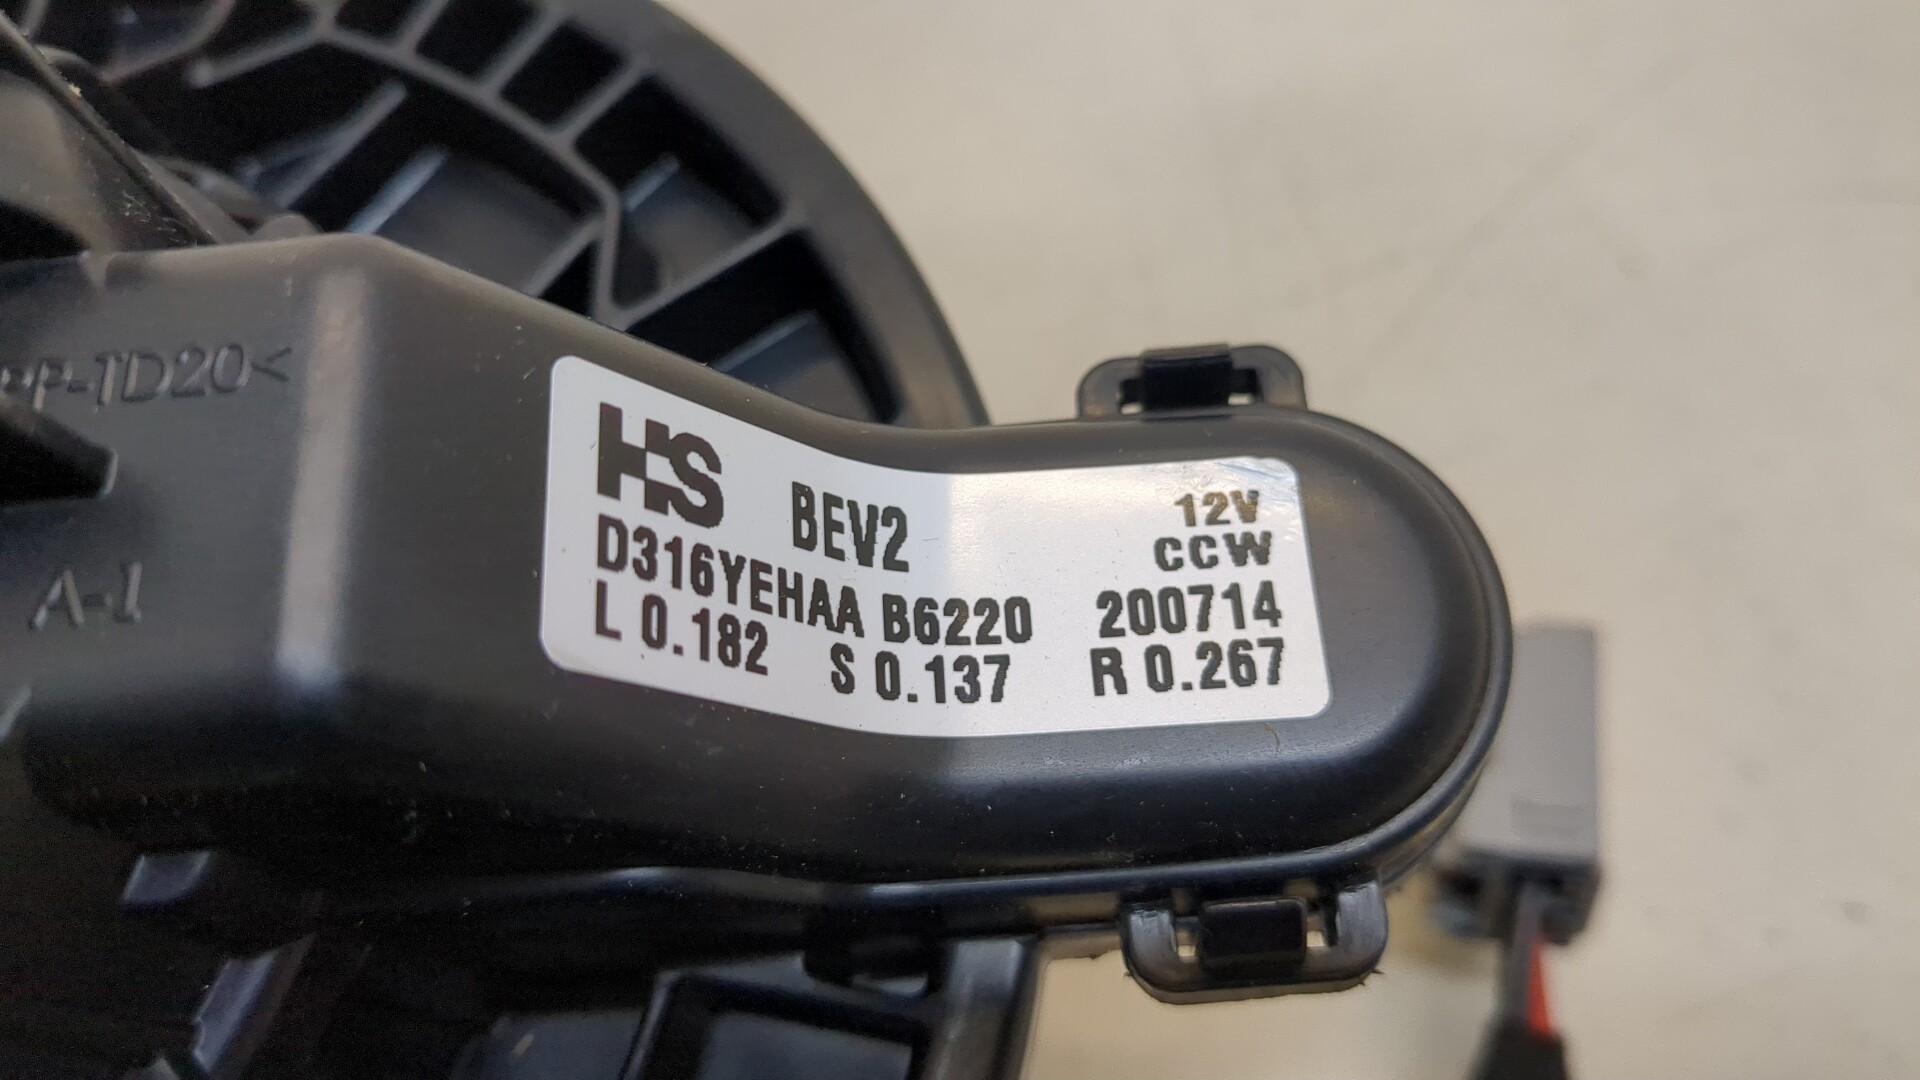 PP-TD20<
A-1
HS BEV2 12V
CCW
D316YEHAA B6220 200714
L 0.182 S 0.137 R 0.267